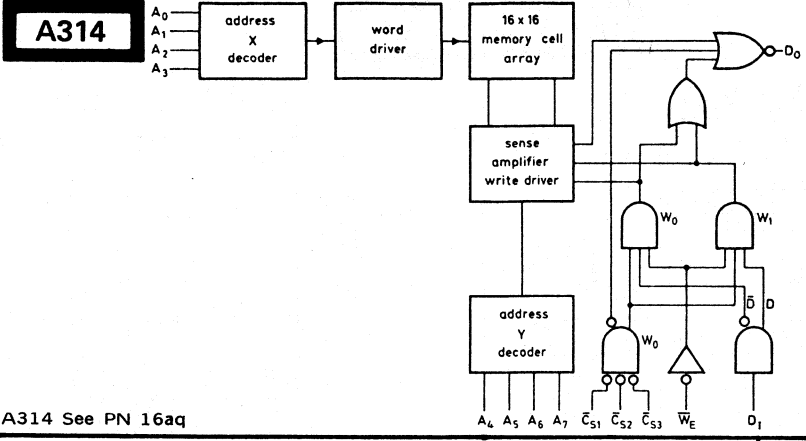 A314
A0
A1
A2
A3
address
X
decoder
word
driver
16 x 16
memory cell
array
D0
sense
amplifier
write driver
W0
W1
D̄
D
address
Y
decoder
W0
A4
A5
A6
A7
C̄S1
C̄S2
C̄S3
W̄E
DI
A314 See PN 16aq